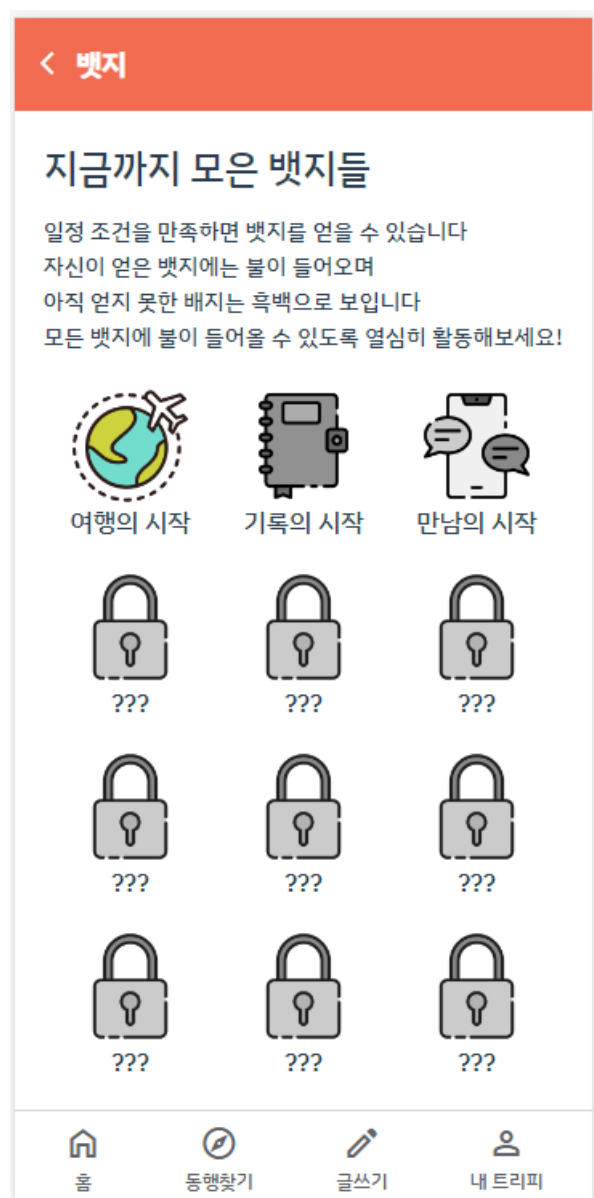 뱃지
지금까지 모은 뱃지들
일정 조건을 만족하면 뱃지를 얻을 수 있습니다
자신이 얻은 뱃지에는 불이 들어오며
아직 얻지 못한 배지는 흑백으로 보입니다
모든 뱃지에 불이 들어올 수 있도록 열심히 활동해보세요!
여행의 시작 기록의 시작 만남의 시작
??? ??? ???
??? ??? ???
??? ??? ???
홈 동행찾기 글쓰기 내 트리피